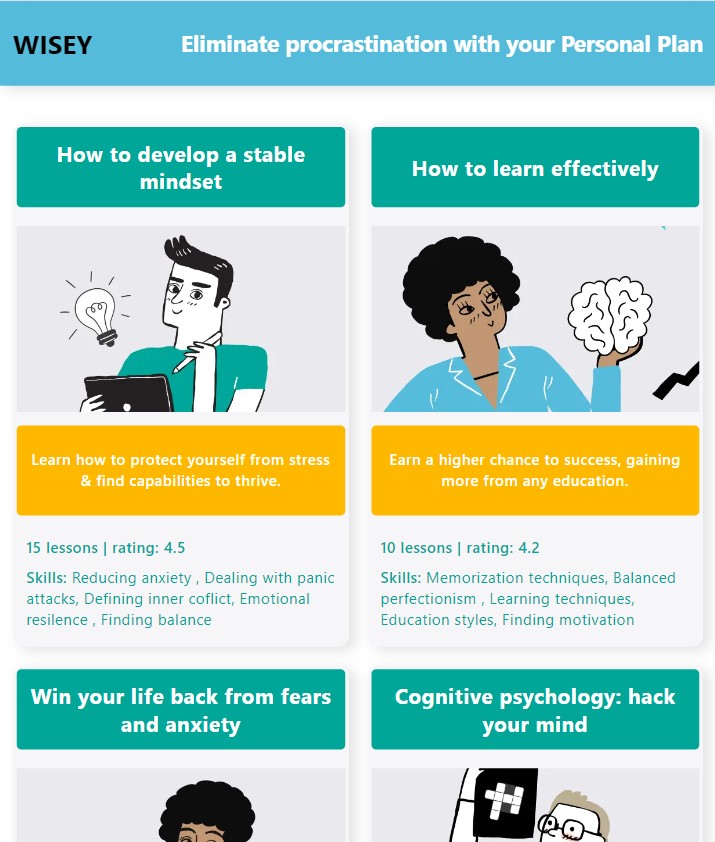 WISEY
Eliminate procrastination with your Personal Plan
How to develop a stable
mindset
Learn how to protect yourself from stress
& find capabilities to thrive.
15 lessons | rating: 4.5
Skills: Reducing anxiety , Dealing with panic
attacks, Defining inner coflict, Emotional
resilence , Finding balance
How to learn effectively
Earn a higher chance to success, gaining
more from any education.
10 lessons | rating: 4.2
Skills: Memorization techniques, Balanced
perfectionism , Learning techniques,
Education styles, Finding motivation
Win your life back from fears
and anxiety
Cognitive psychology: hack
your mind